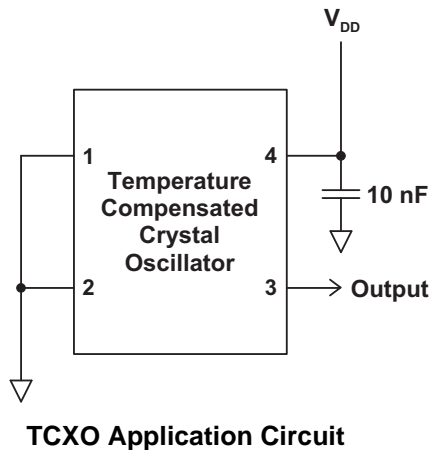 V_DD
1
4
Temperature
Compensated
Crystal
Oscillator
10 nF
2
3
Output
TCXO Application Circuit